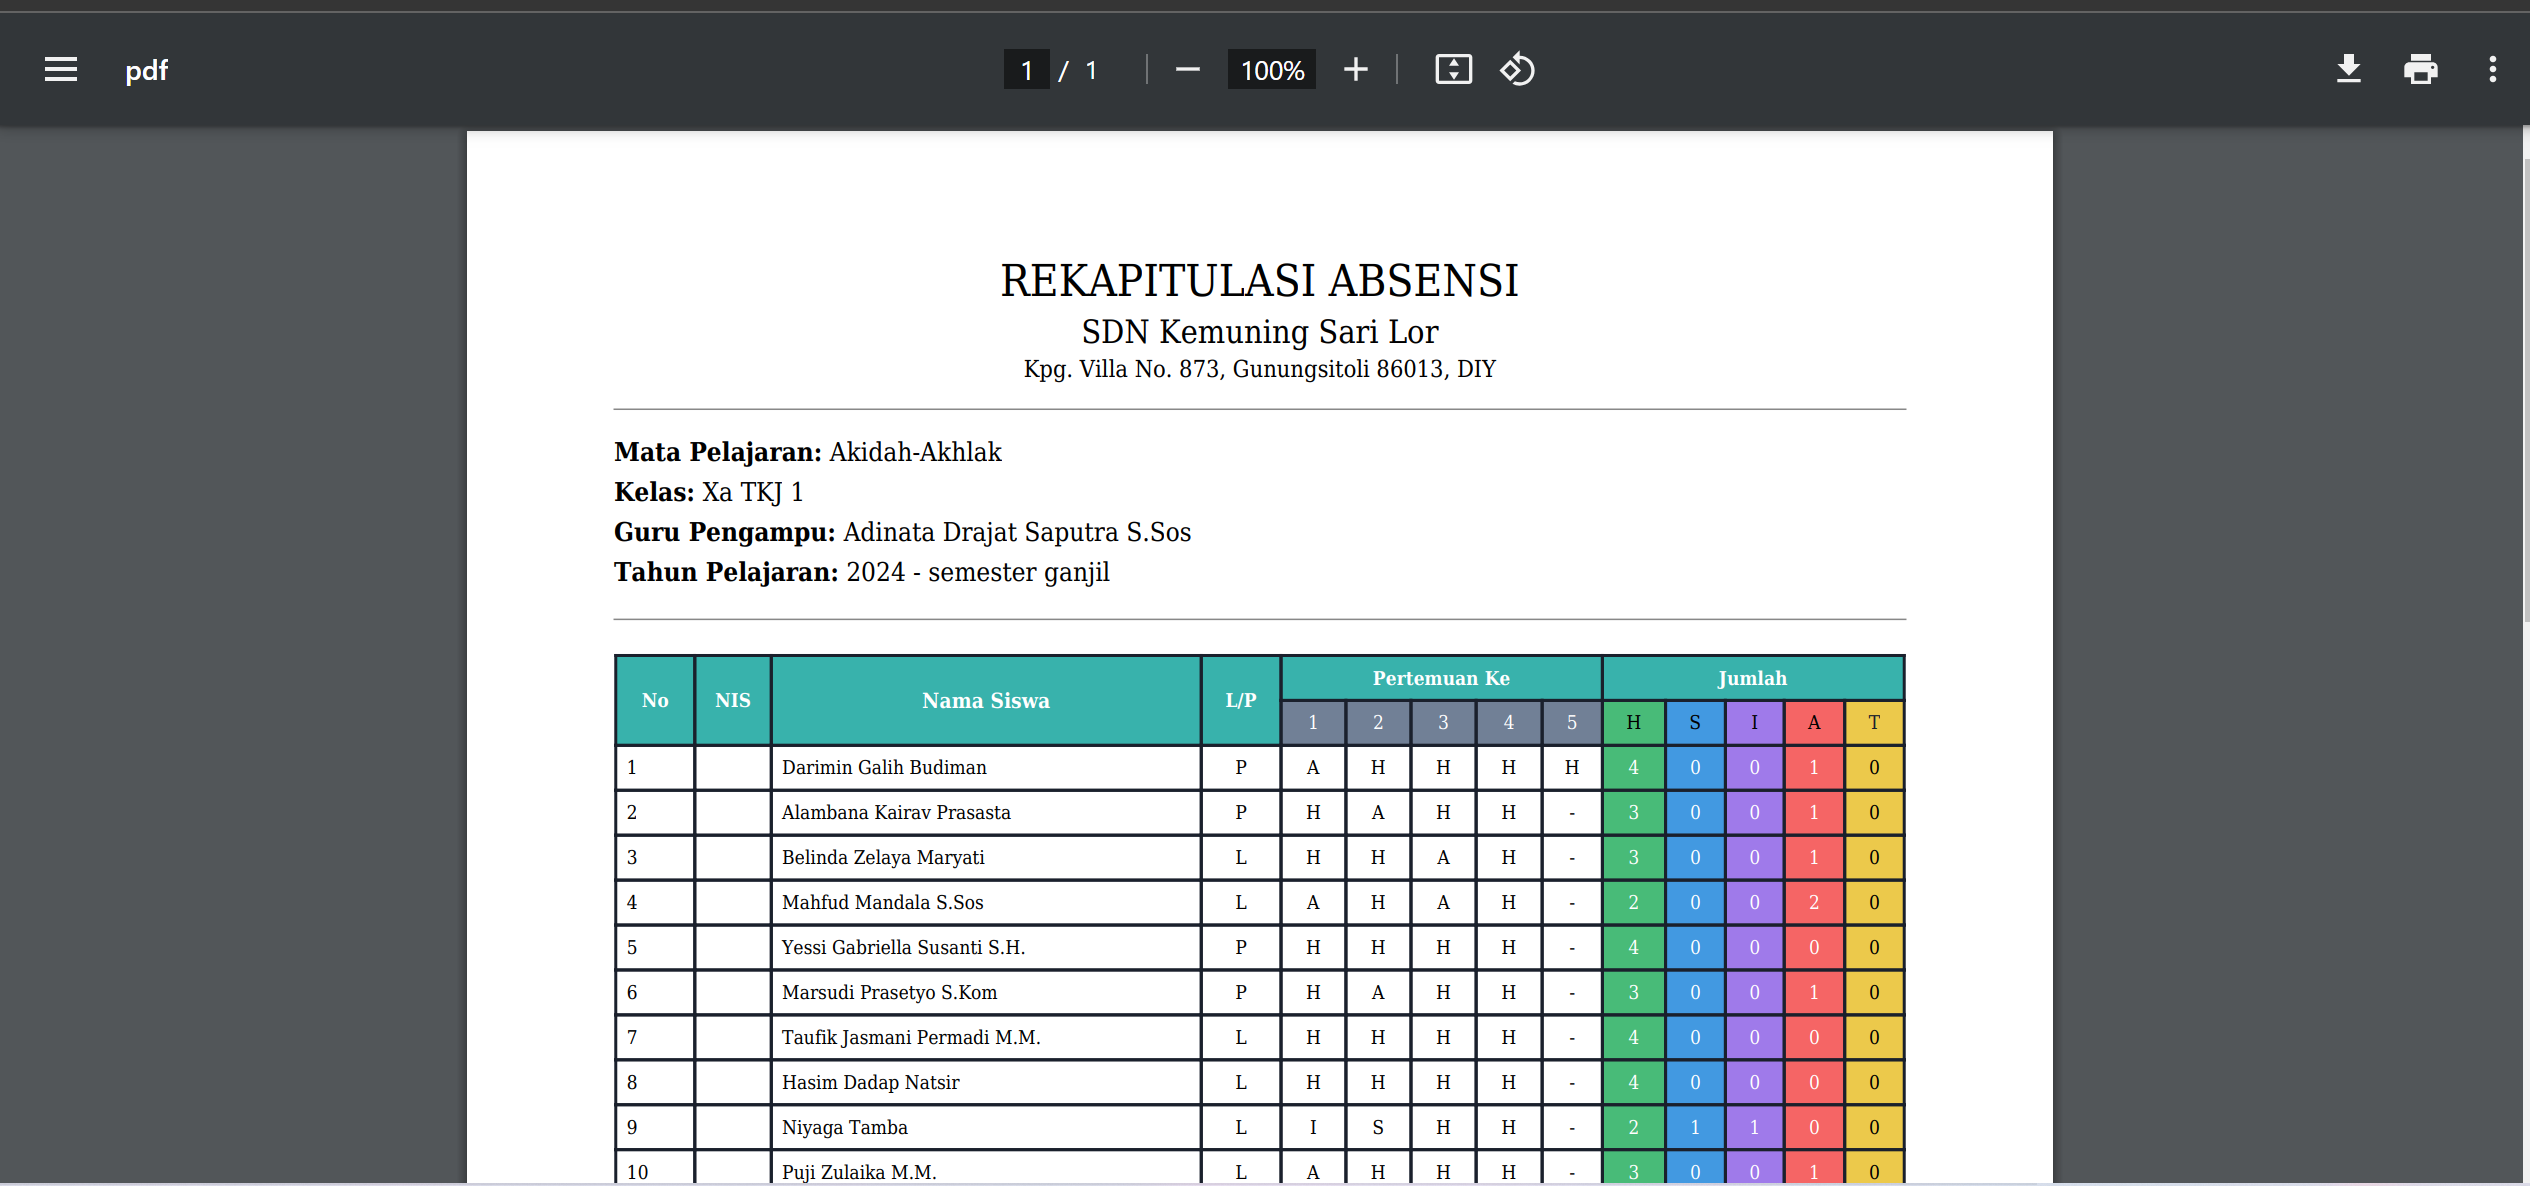 pdf
1 / 1
100%
REKAPITULASI ABSENSI
SDN Kemuning Sari Lor
Kpg. Villa No. 873, Gunungsitoli 86013, DIY
Mata Pelajaran: Akidah-Akhlak
Kelas: Xa TKJ 1
Guru Pengampu: Adinata Drajat Saputra S.Sos
Tahun Pelajaran: 2024 - semester ganjil
No NIS Nama Siswa L/P Pertemuan Ke Jumlah
1 2 3 4 5 H S I A T
1 Darimin Galih Budiman P A H H H H 4 0 0 1 0
2 Alambana Kairav Prasasta P H A H H - 3 0 0 1 0
3 Belinda Zelaya Maryati L H H A H - 3 0 0 1 0
4 Mahfud Mandala S.Sos L A H A H - 2 0 0 2 0
5 Yessi Gabriella Susanti S.H. P H H H H - 4 0 0 0 0
6 Marsudi Prasetyo S.Kom P H A H H - 3 0 0 1 0
7 Taufik Jasmani Permadi M.M. L H H H H - 4 0 0 0 0
8 Hasim Dadap Natsir L H H H H - 4 0 0 0 0
9 Niyaga Tamba L I S H H - 2 1 1 0 0
10 Puji Zulaika M.M. L A H H H - 3 0 0 1 0